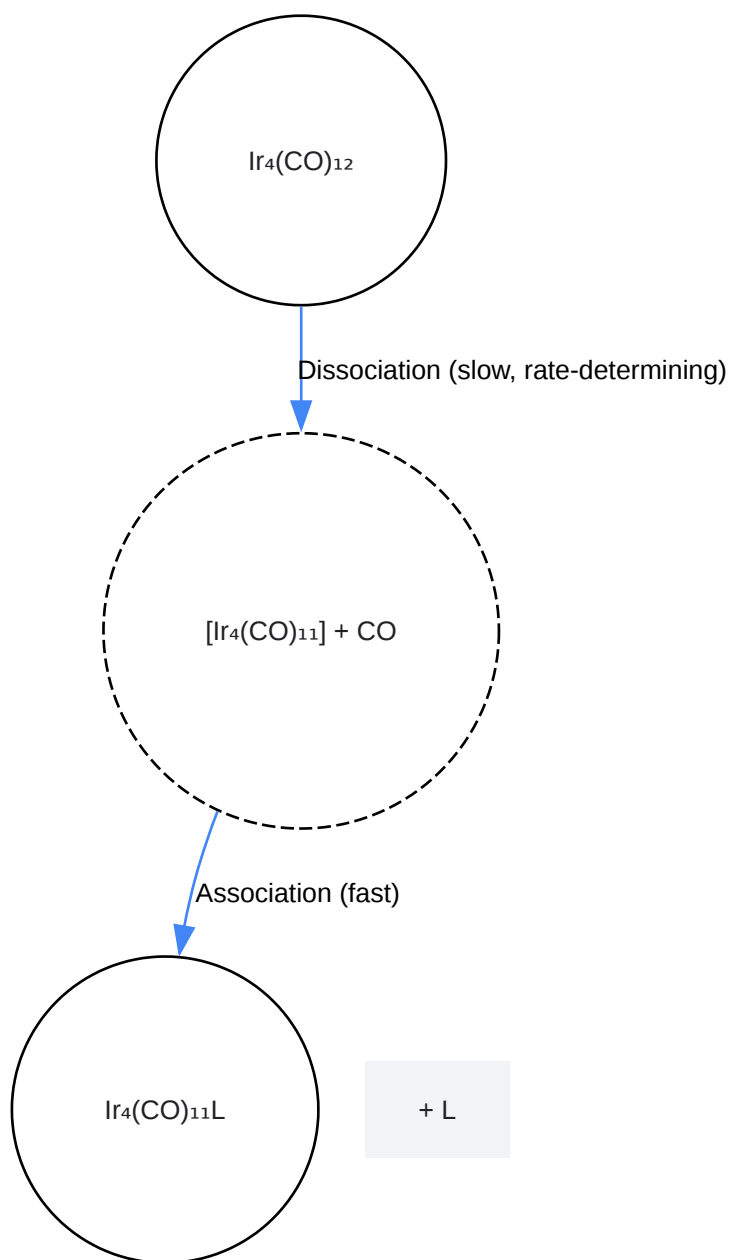 Ir₄(CO)₁₂
Dissociation (slow, rate-determining)
[Ir₄(CO)₁₁] + CO
Association (fast)
Ir₄(CO)₁₁L
+ L